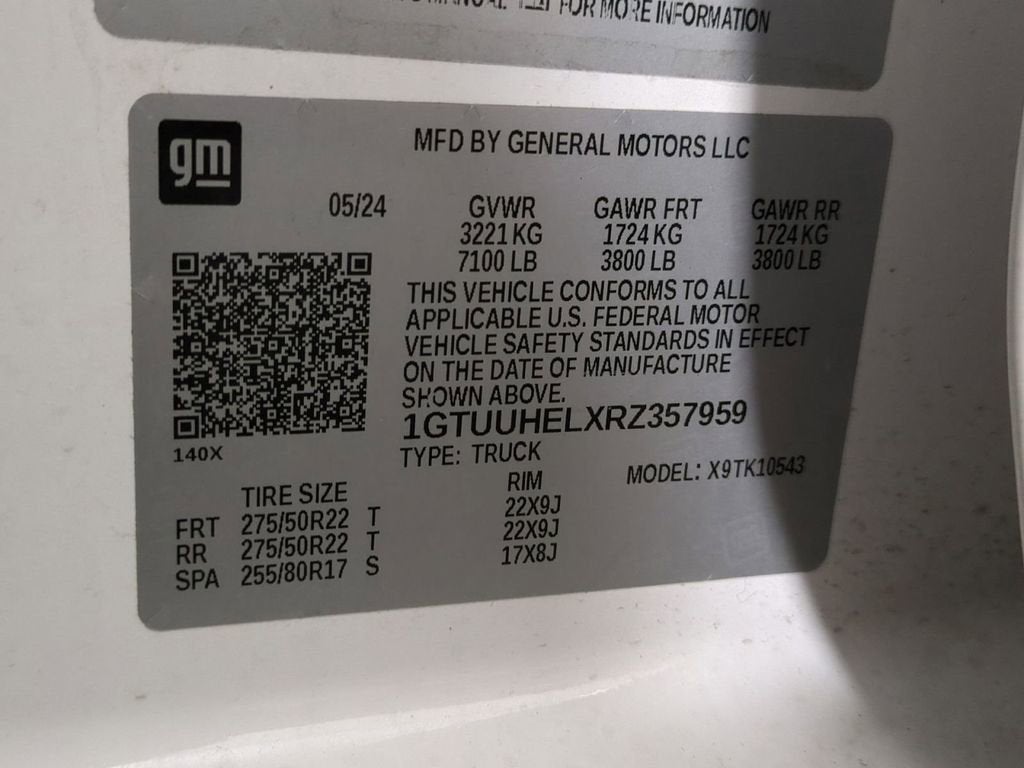 MANUAL FOR MORE INFORMATION
gm
MFD BY GENERAL MOTORS LLC
05/24 GVWR GAWR FRT GAWR RR
3221 KG 1724 KG 1724 KG
7100 LB 3800 LB 3800 LB
THIS VEHICLE CONFORMS TO ALL
APPLICABLE U.S. FEDERAL MOTOR
VEHICLE SAFETY STANDARDS IN EFFECT
ON THE DATE OF MANUFACTURE
SHOWN ABOVE.
1GTUUHELXRZ357959
140X
TYPE: TRUCK
MODEL: X9TK10543
TIRE SIZE RIM
FRT 275/50R22 T 22X9J
RR 275/50R22 T 22X9J
SPA 255/80R17 S 17X8J